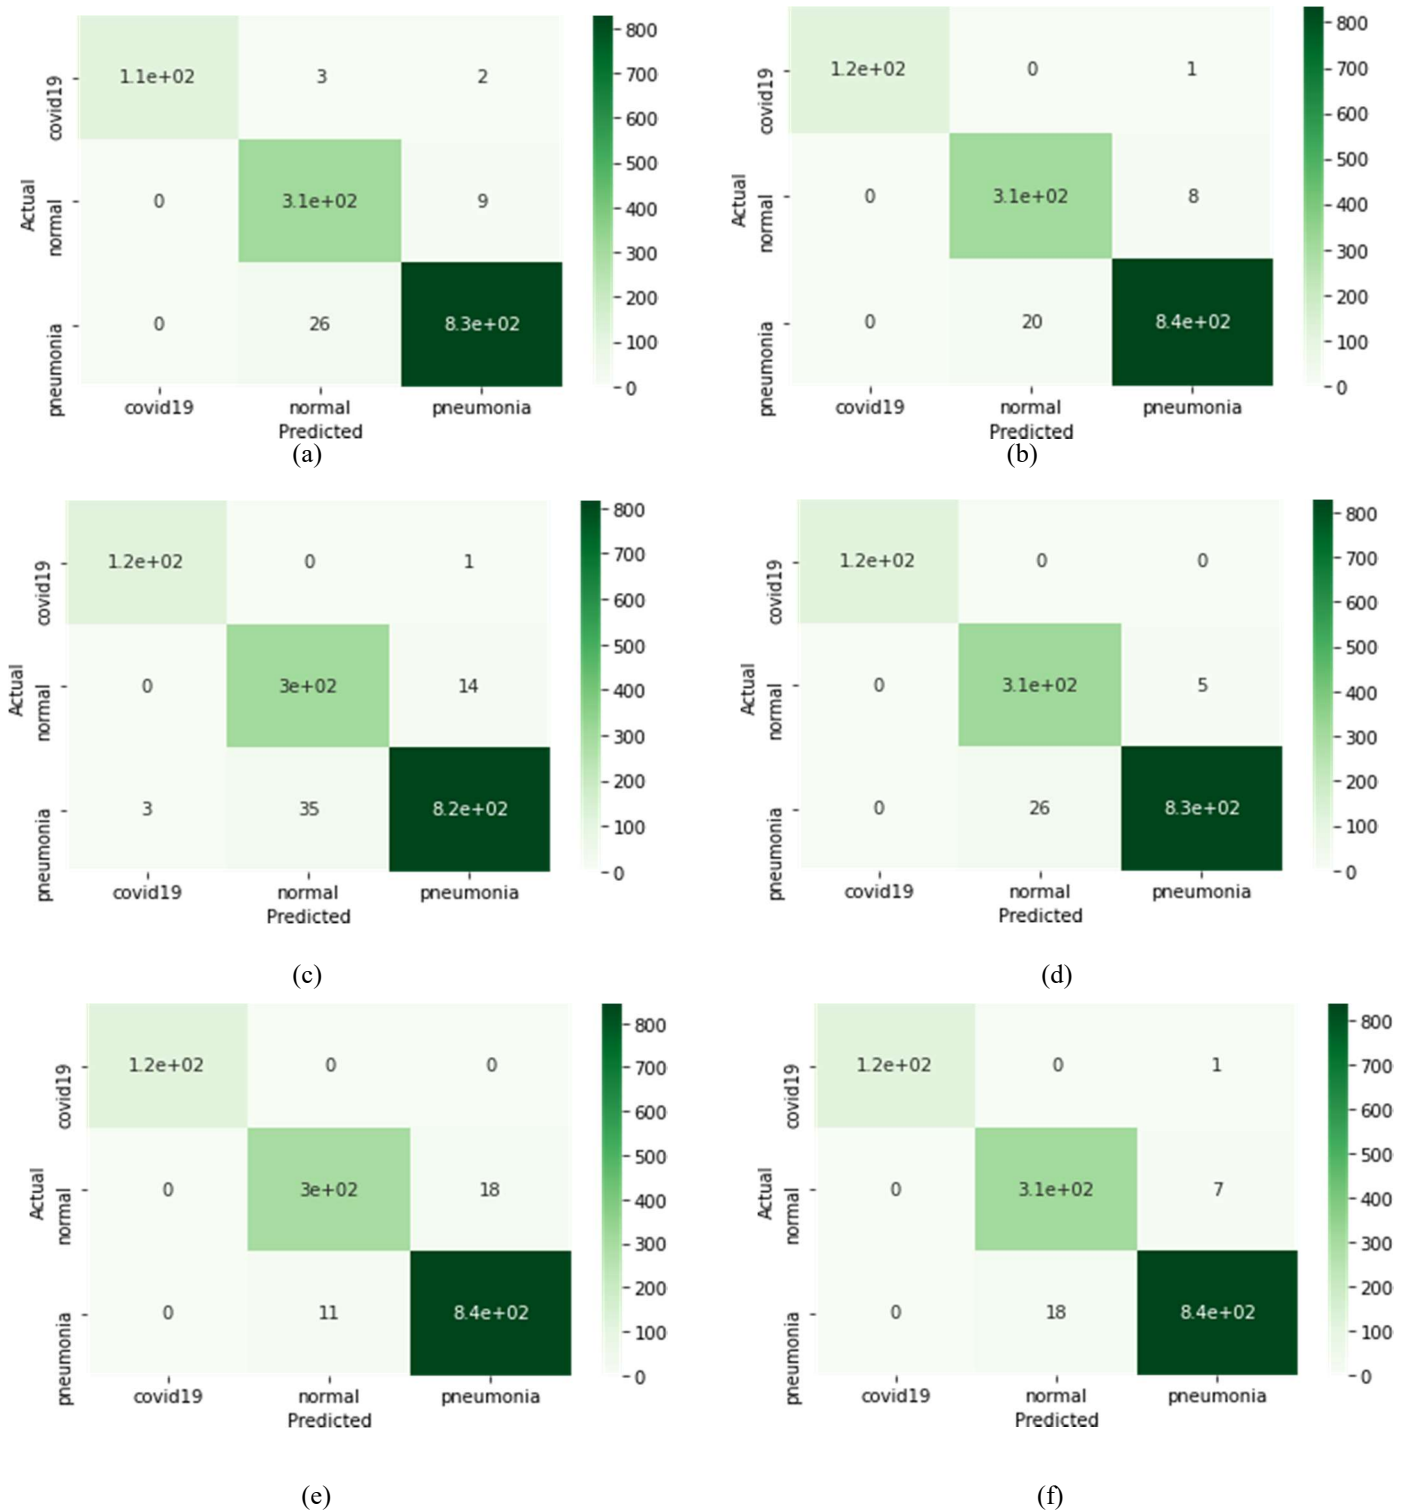 covid19 1.1e+02 3 2
Actual
normal 0 3.1e+02 9
pneumonia 0 26 8.3e+02
covid19 normal pneumonia
Predicted
800
700
600
500
400
300
200
100
0
(a)
covid19 1.2e+02 0 1
Actual
normal 0 3.1e+02 8
pneumonia 0 20 8.4e+02
covid19 normal pneumonia
Predicted
800
700
600
500
400
300
200
100
0
(b)
covid19 1.2e+02 0 1
Actual
normal 0 3e+02 14
pneumonia 3 35 8.2e+02
covid19 normal pneumonia
Predicted
800
700
600
500
400
300
200
100
0
(c)
covid19 1.2e+02 0 0
Actual
normal 0 3.1e+02 5
pneumonia 0 26 8.3e+02
covid19 normal pneumonia
Predicted
800
700
600
500
400
300
200
100
0
(d)
covid19 1.2e+02 0 0
Actual
normal 0 3e+02 18
pneumonia 0 11 8.4e+02
covid19 normal pneumonia
Predicted
800
700
600
500
400
300
200
100
0
(e)
covid19 1.2e+02 0 1
Actual
normal 0 3.1e+02 7
pneumonia 0 18 8.4e+02
covid19 normal pneumonia
Predicted
800
700
600
500
400
300
200
100
0
(f)